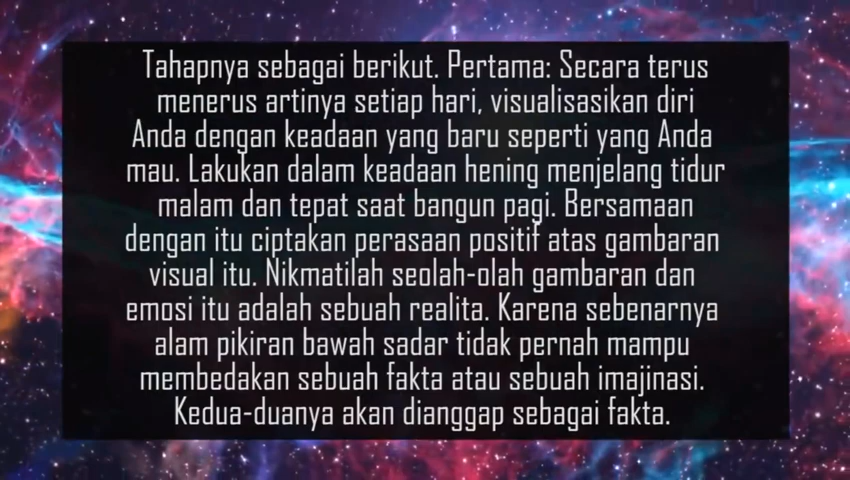 Tahapnya sebagai berikut. Pertama: Secara terus
menerus artinya setiap hari, visualisasikan diri
Anda dengan keadaan yang baru seperti yang Anda
mau. Lakukan dalam keadaan hening menjelang tidur
malam dan tepat saat bangun pagi. Bersamaan
dengan itu ciptakan perasaan positif atas gambaran
visual itu. Nikmatilah seolah-olah gambaran dan
emosi itu adalah sebuah realita. Karena sebenarnya
alam pikiran bawah sadar tidak pernah mampu
membedakan sebuah fakta atau sebuah imajinasi.
Kedua-duanya akan dianggap sebagai fakta.